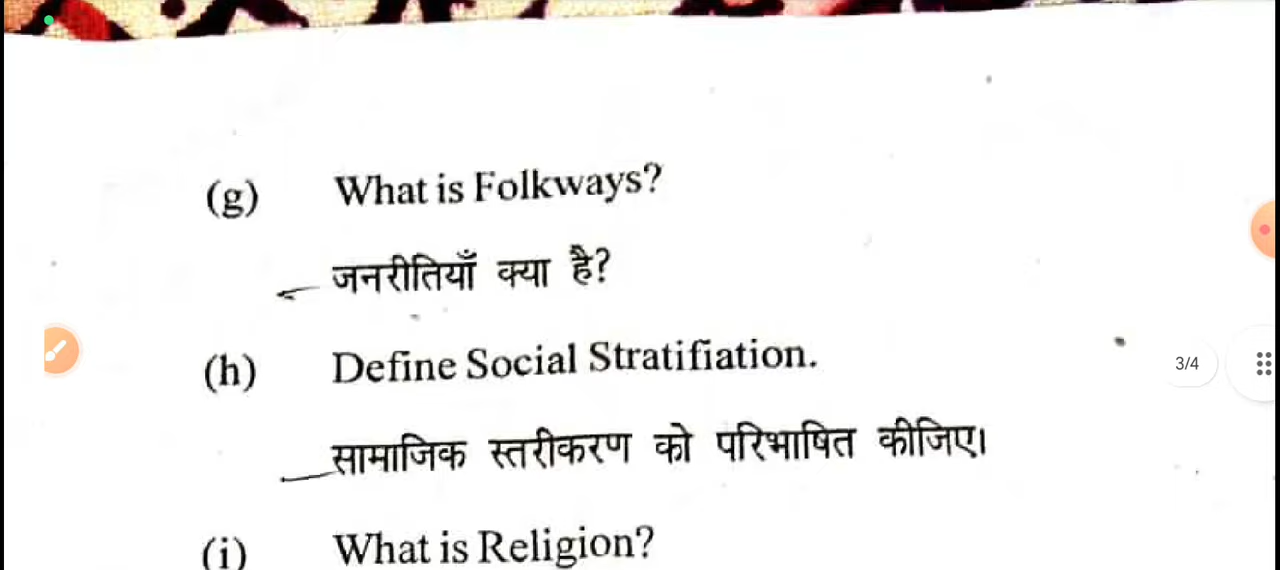 (g) What is Folkways?
जनरीतियाँ क्या है?
(h) Define Social Stratifiation.
3/4
सामाजिक स्तरीकरण को परिभाषित कीजिए।
(i) What is Religion?